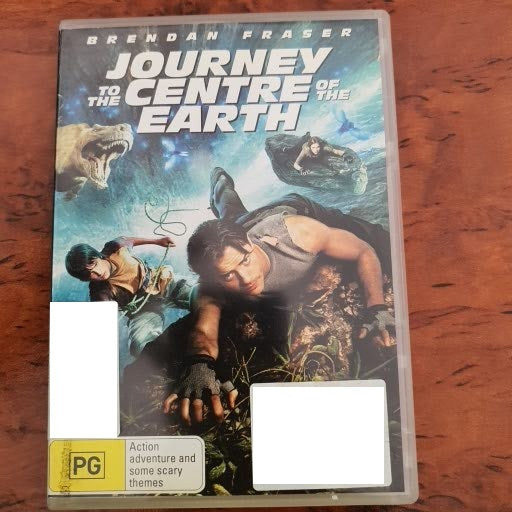 BRENDAN FRASER
JOURNEY
TO THE CENTRE OF THE
EARTH
PG
Action
adventure and
some scary
themes